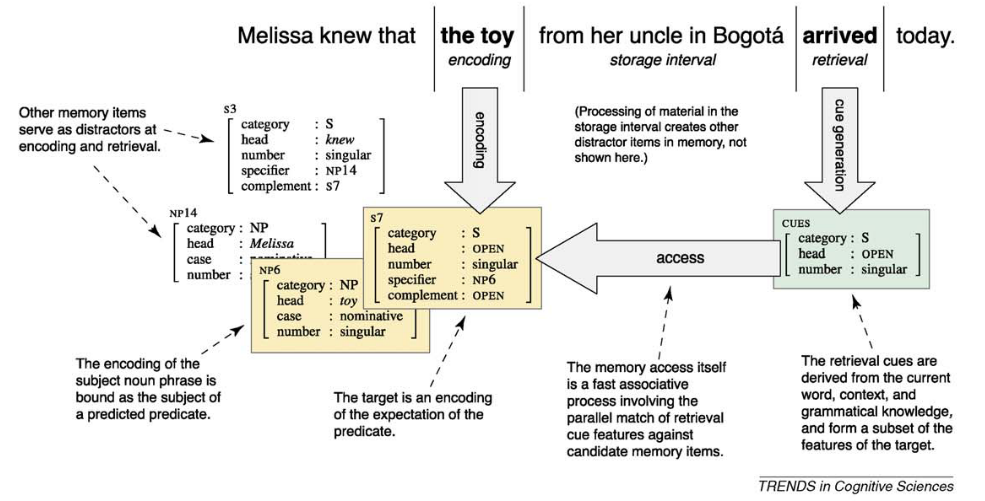 Melissa knew that the toy from her uncle in Bogotá arrived today.
encoding storage interval retrieval
Other memory items
serve as distractors at
encoding and retrieval.
s3
category : S
head : knew
number : singular
specifier : NP14
complement : s7
encoding
(Processing of material in the
storage interval creates other
distractor items in memory, not
shown here.)
cue generation
NP14
category : NP
head : Melissa
case : nominative
number :
NP6
category : NP
head : toy
case : nominative
number : singular
s7
category : S
head : OPEN
number : singular
specifier : NP6
complement : OPEN
access
CUES
category : S
head : OPEN
number : singular
The encoding of the
subject noun phrase is
bound as the subject of
a predicted predicate.
The target is an encoding
of the expectation of the
predicate.
The memory access itself
is a fast associative
process involving the
parallel match of retrieval
cue features against
candidate memory items.
The retrieval cues are
derived from the current
word, context, and
grammatical knowledge,
and form a subset of the
features of the target.
TRENDS in Cognitive Sciences